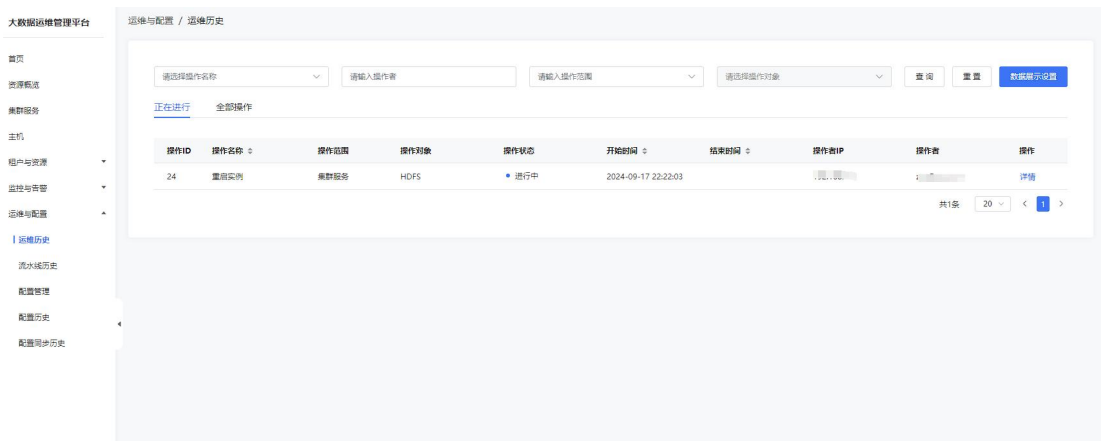 大数据运维管理平台
运维与配置 / 运维历史
首页
资源概览
集群服务
主机
租户与资源
监控与告警
运维与配置
运维历史
流水线历史
配置管理
配置历史
配置同步历史
请选择操作名称 请输入操作者 请输入操作范围 请选择操作对象 查询 重置 数据展示设置
正在进行 全部操作
操作ID 操作名称 操作范围 操作对象 操作状态 开始时间 结束时间 操作者IP 操作者 操作
24 重启实例 集群服务 HDFS 进行中 2024-09-17 22:22:03 详情
共1条 20 1